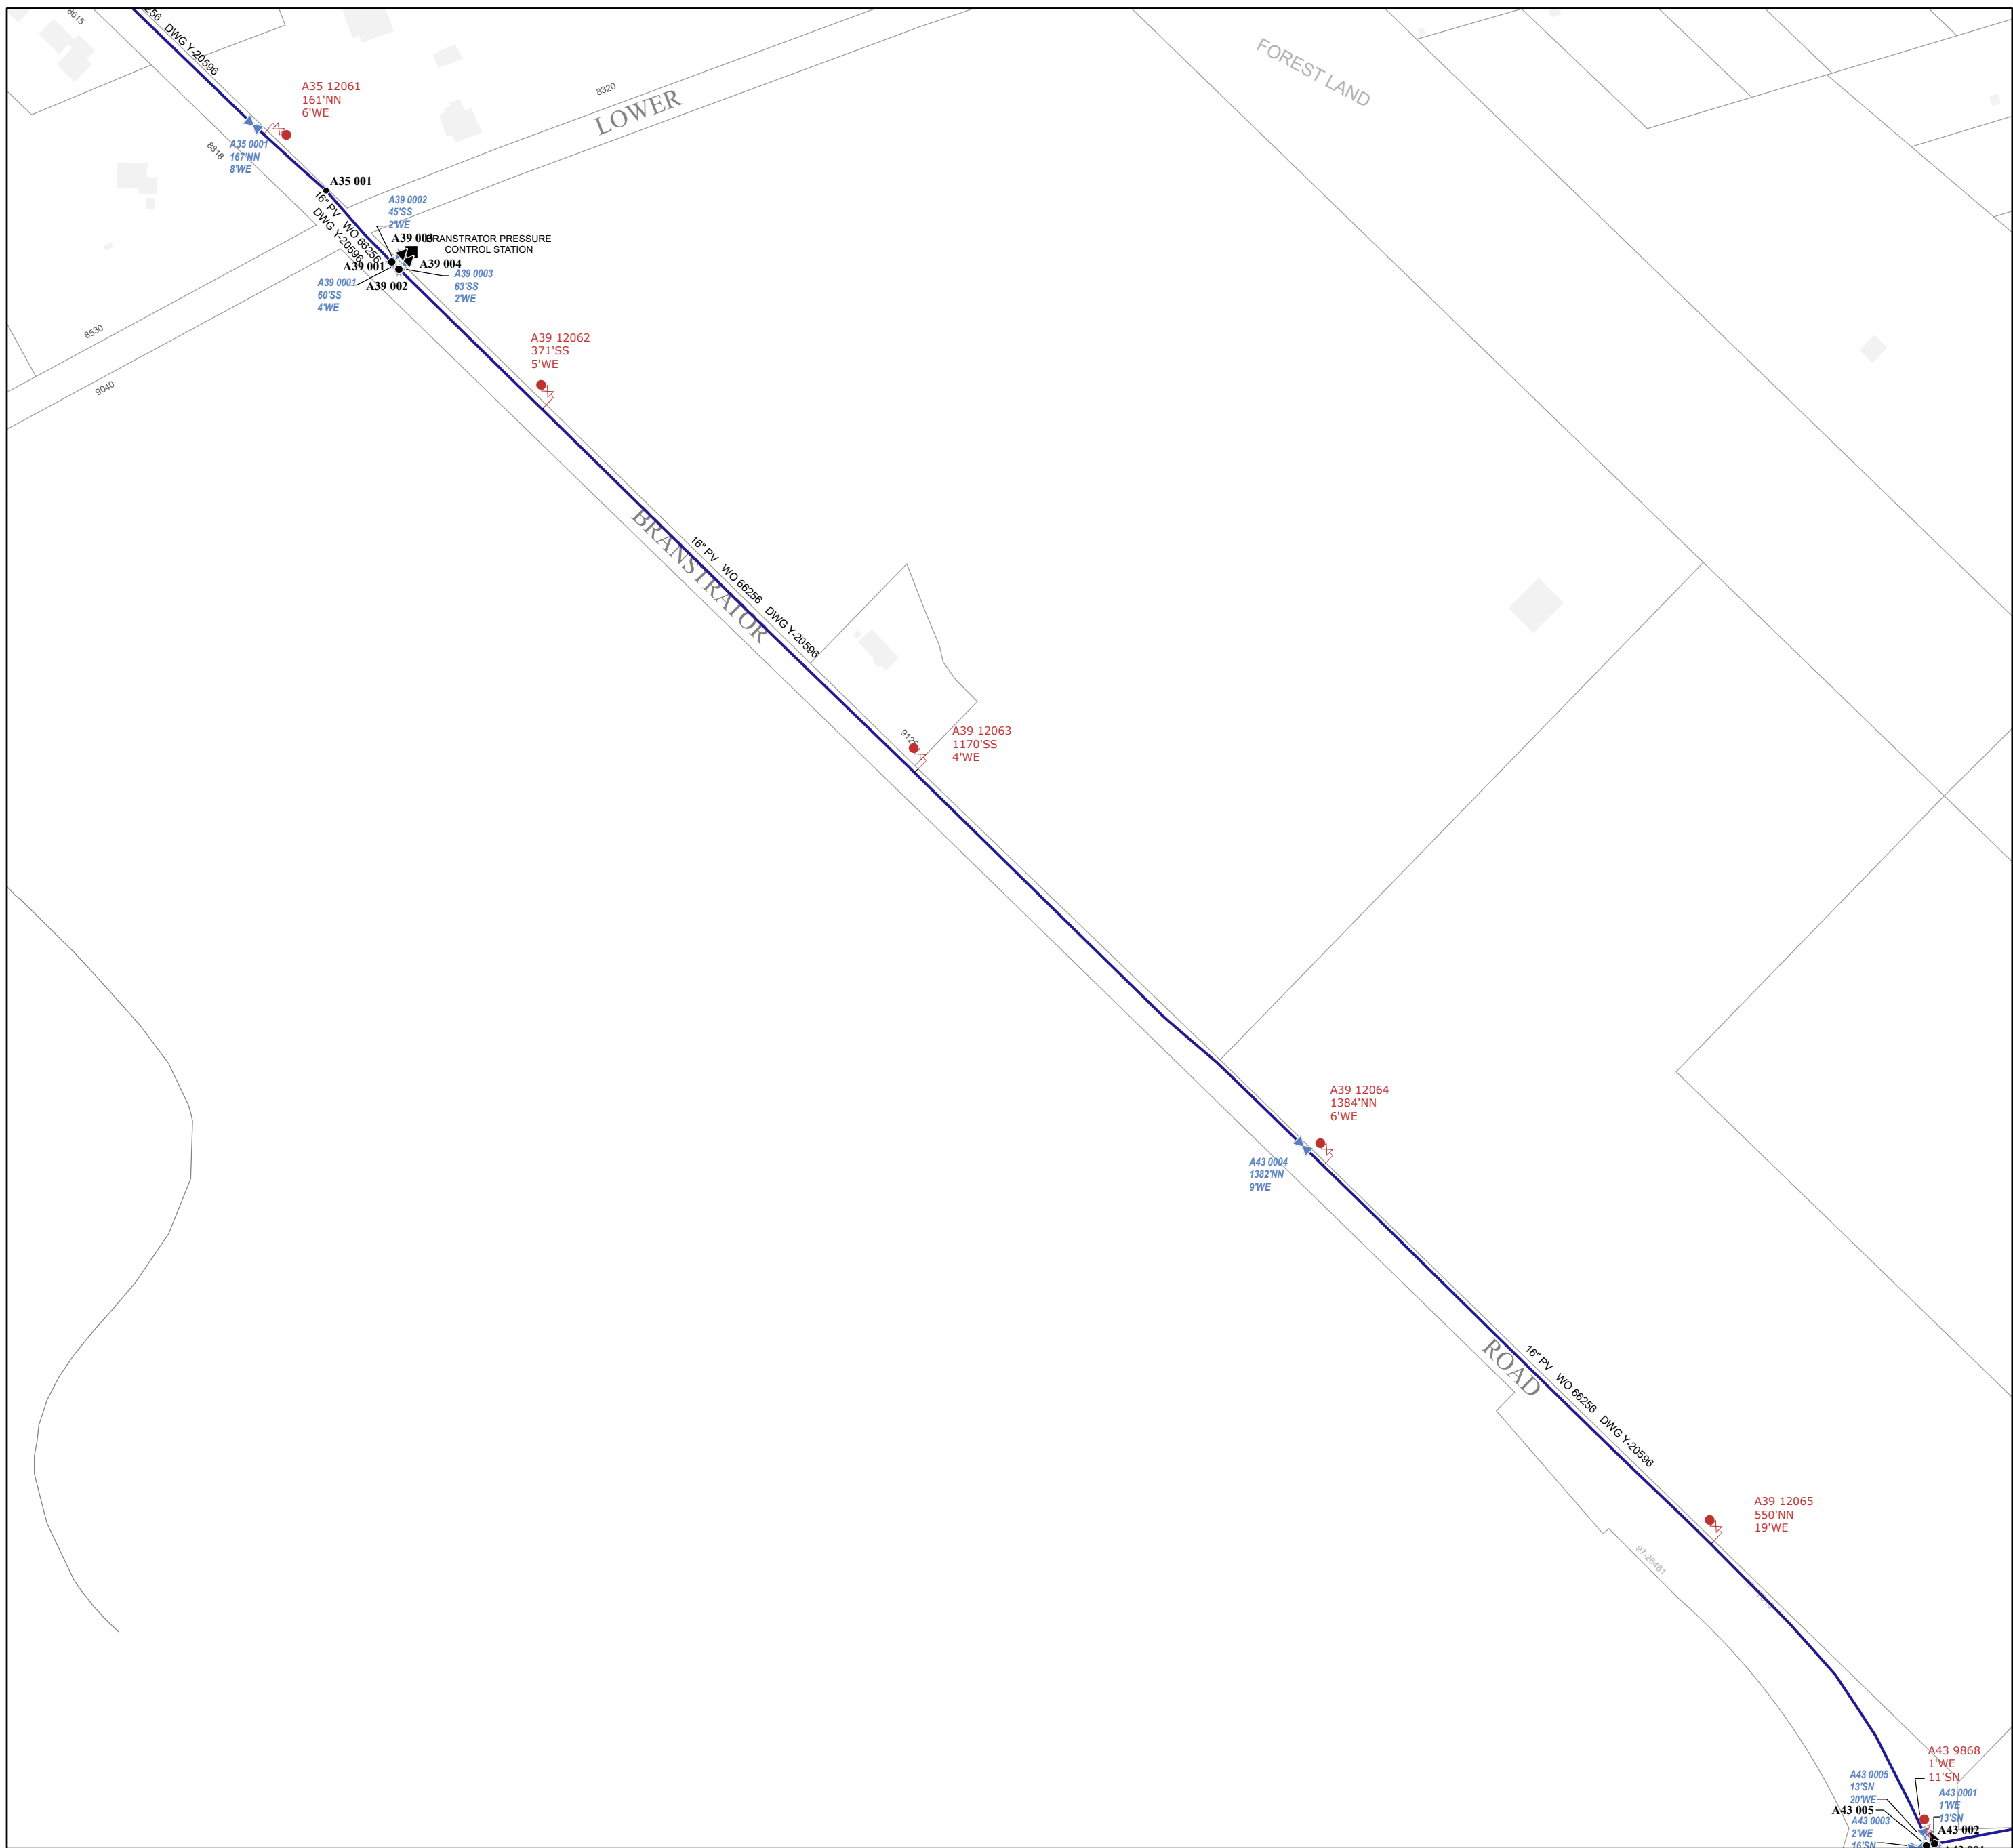 8615
DWG Y-20596
A35 12061
161'NN
6'WE
8320
LOWER
FOREST LAND
A35 0001
167'NN
8'WE
8818
A35 001
16" PV WO 66256
DWG Y-20596
A39 0002
45'SS
2'WE
A39 003
BRANSTRATOR PRESSURE
CONTROL STATION
A39 001
A39 004
A39 002
A39 0001
60'SS
4'WE
A39 0003
63'SS
2'WE
8530
9040
A39 12062
371'SS
5'WE
BRANSTRATOR
16" PV WO 66256 DWG Y-20596
9125
A39 12063
1170'SS
4'WE
A39 12064
1384'NN
6'WE
A43 0004
1382'NN
9'WE
ROAD
16" PV WO 66256 DWG Y-20596
A39 12065
550'NN
19'WE
97-26461
A43 9868
1'WE
11'SN
A43 0005
13'SN
20'WE
A43 0001
1'WE
13'SN
A43 005
A43 002
A43 0003
2'WE
16'SN